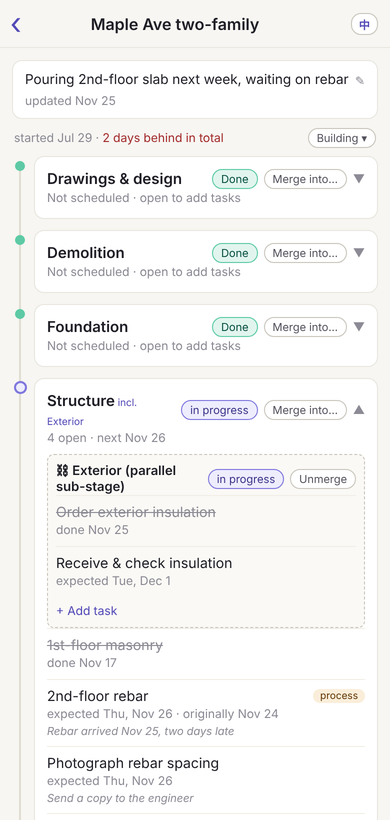 Maple Ave two-family
中
Pouring 2nd-floor slab next week, waiting on rebar ✎
updated Nov 25
started Jul 29 · 2 days behind in total
Building ▾
Drawings & design
Done
Merge into... ▼
Not scheduled · open to add tasks
Demolition
Done
Merge into... ▼
Not scheduled · open to add tasks
Foundation
Done
Merge into... ▼
Not scheduled · open to add tasks
Structure incl.
Exterior
in progress
Merge into... ▲
4 open · next Nov 26
⛓ Exterior (parallel
sub-stage)
in progress
Unmerge
Order exterior insulation
done Nov 25
Receive & check insulation
expected Tue, Dec 1
+ Add task
1st-floor masonry
done Nov 17
2nd-floor rebar
process
expected Thu, Nov 26 · originally Nov 24
Rebar arrived Nov 25, two days late
Photograph rebar spacing
expected Thu, Nov 26
Send a copy to the engineer